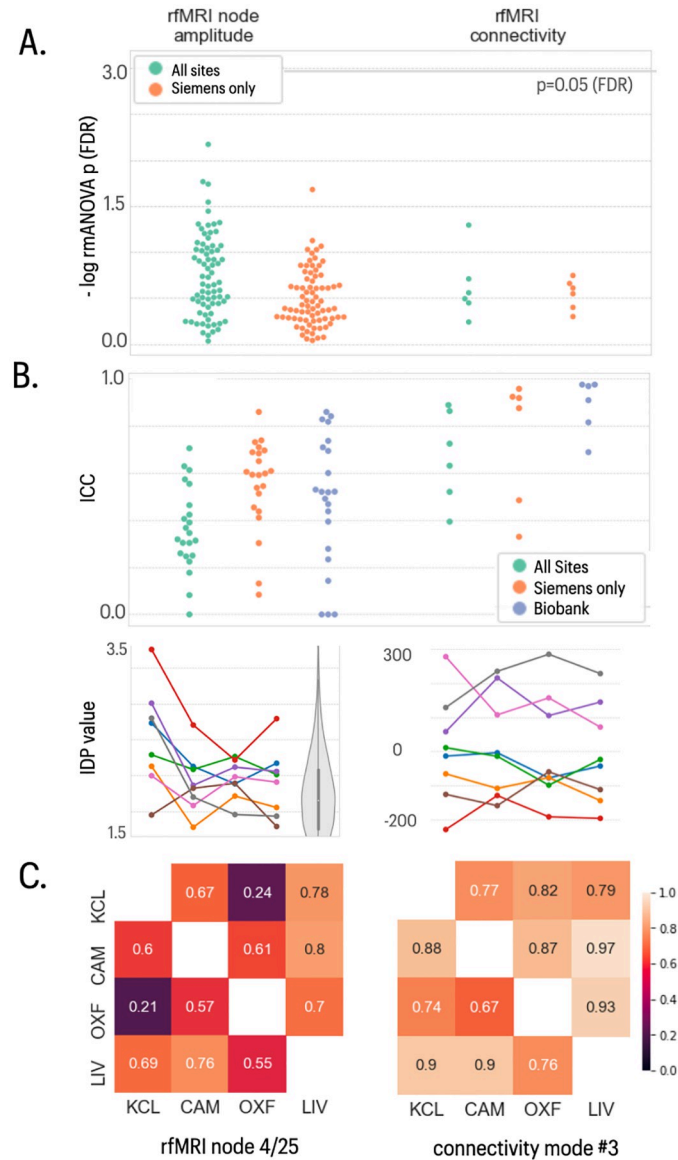 A.
rfMRI node
amplitude
rfMRI
connectivity
3.0
1.5
0.0
- log rmANOVA p (FDR)
All sites
Siemens only
p=0.05 (FDR)
B.
1.0
0.0
ICC
All Sites
Siemens only
Biobank
3.5
1.5
IDP value
300
0
-200
C.
KCL
0.67
0.24
0.78
CAM
0.6
0.61
0.8
OXF
0.21
0.57
0.7
LIV
0.69
0.76
0.55
KCL
CAM
OXF
LIV
rfMRI node 4/25
0.77
0.82
0.79
0.88
0.87
0.97
0.74
0.67
0.93
0.9
0.9
0.76
KCL
CAM
OXF
LIV
connectivity mode #3
1.0
0.8
0.6
0.4
0.2
0.0